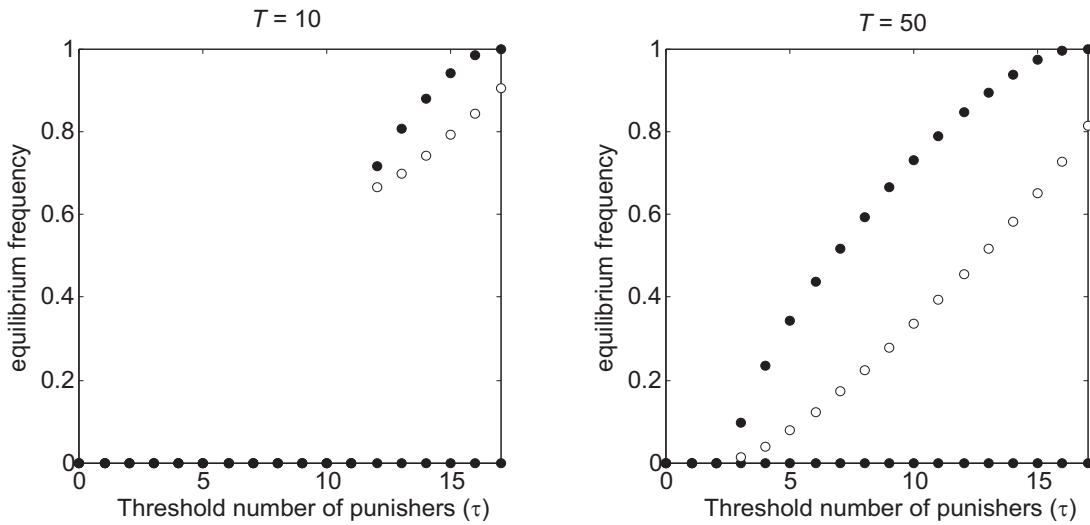 T = 10
1
0.8
0.6
0.4
0.2
0
0 5 10 15
equilibrium frequency
Threshold number of punishers (τ)
T = 50
1
0.8
0.6
0.4
0.2
0
0 5 10 15
equilibrium frequency
Threshold number of punishers (τ)